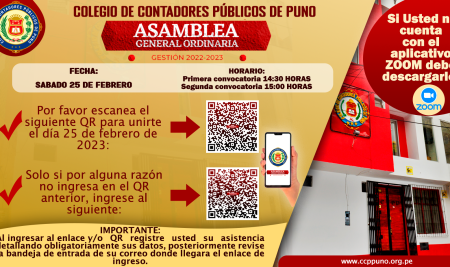 COLEGIO DE CONTADORES PÚBLICOS DE PUNO
ASAMBLEA
GENERAL ORDINARIA
GESTIÓN 2022-2023
FECHA:
SABADO 25 DE FEBRERO
HORARIO:
Primera convocatoria 14:30 HORAS
Segunda convocatoria 15:00 HORAS
Si Usted n
cuenta
con el
aplicativo
ZOOM debe
descargarl
zoom
Por favor escanea el
siguiente QR para unirte
el día 25 de febrero de
2023:
Solo si por alguna razón
no ingresa en el QR
anterior, ingrese al
siguiente:
IMPORTANTE:
Al ingresar al enlace y/o QR registre usted su asistencia
detallando obligatoriamente sus datos, posteriormente revise
a bandeja de entrada de su correo donde llegara el enlace de
ingreso.
www.ccppuno.org.pe